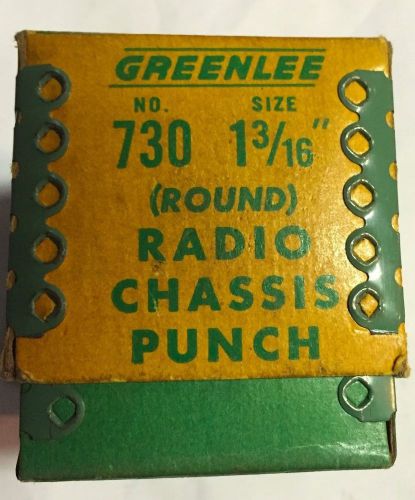 GREENLEE
NO. SIZE
730 1 3/16"
(ROUND)
RADIO
CHASSIS
PUNCH